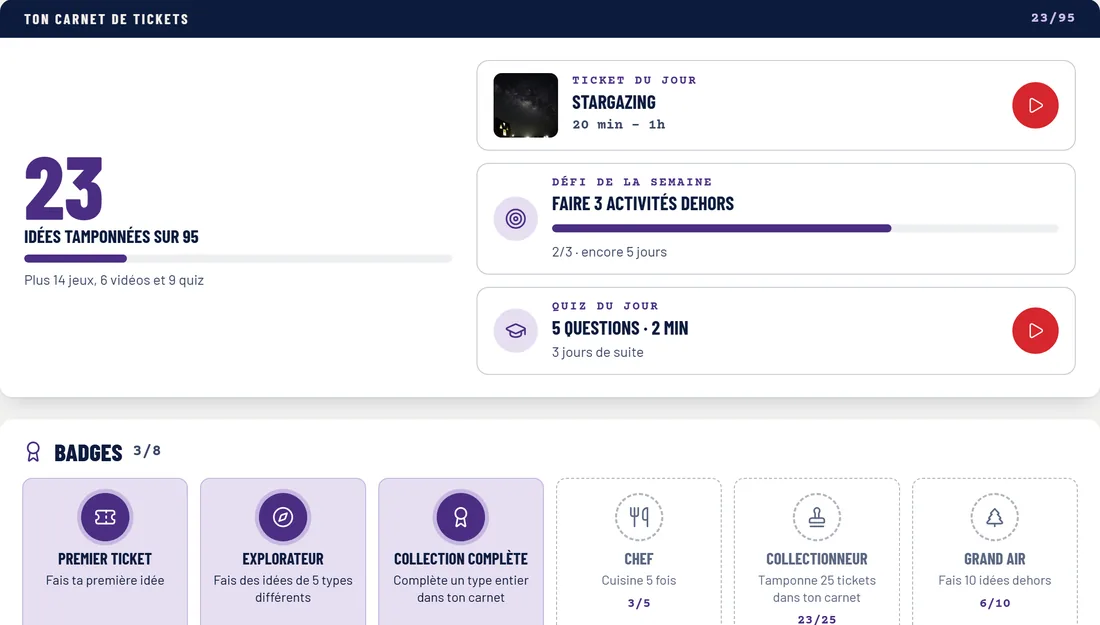 TON CARNET DE TICKETS
23/95
23
IDÉES TAMPONNÉES SUR 95
Plus 14 jeux, 6 vidéos et 9 quiz
TICKET DU JOUR
STARGAZING
20 min – 1h
DÉFI DE LA SEMAINE
FAIRE 3 ACTIVITÉS DEHORS
2/3 · encore 5 jours
QUIZ DU JOUR
5 QUESTIONS · 2 MIN
3 jours de suite
BADGES 3/8
PREMIER TICKET
Fais ta première idée
EXPLORATEUR
Fais des idées de 5 types
différents
COLLECTION COMPLÈTE
Complète un type entier
dans ton carnet
CHEF
Cuisine 5 fois
3/5
COLLECTIONNEUR
Tamponne 25 tickets
dans ton carnet
23/25
GRAND AIR
Fais 10 idées dehors
6/10